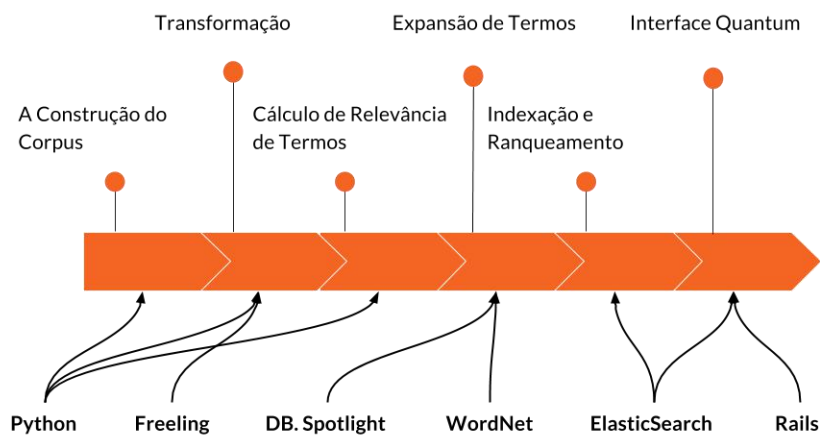 Transformação
Expansão de Termos
Interface Quantum
A Construção do
Corpus
Cálculo de Relevância
de Termos
Indexação e
Ranqueamento
Python
Freeling
DB. Spotlight
WordNet
ElasticSearch
Rails